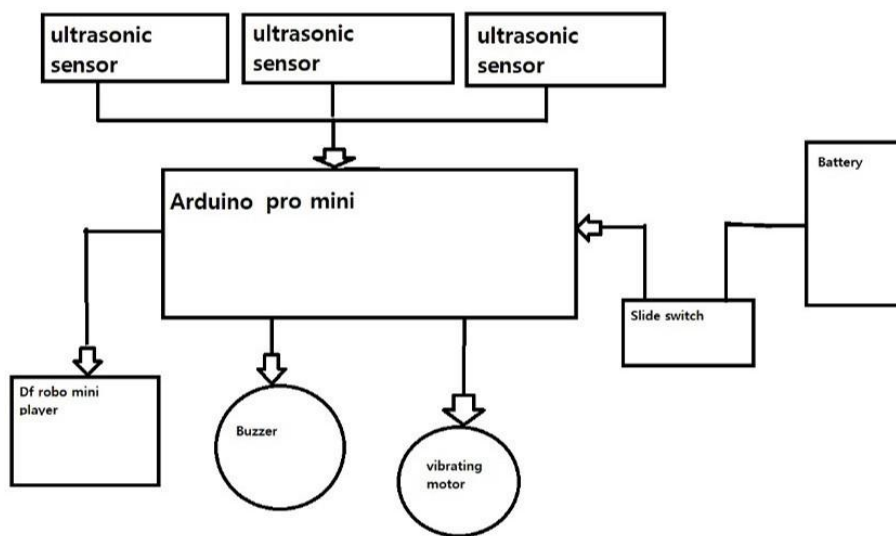 ultrasonic
sensor
ultrasonic
sensor
ultrasonic
sensor
Battery
Arduino pro mini
Slide switch
Df robo mini
player
Buzzer
vibrating
motor